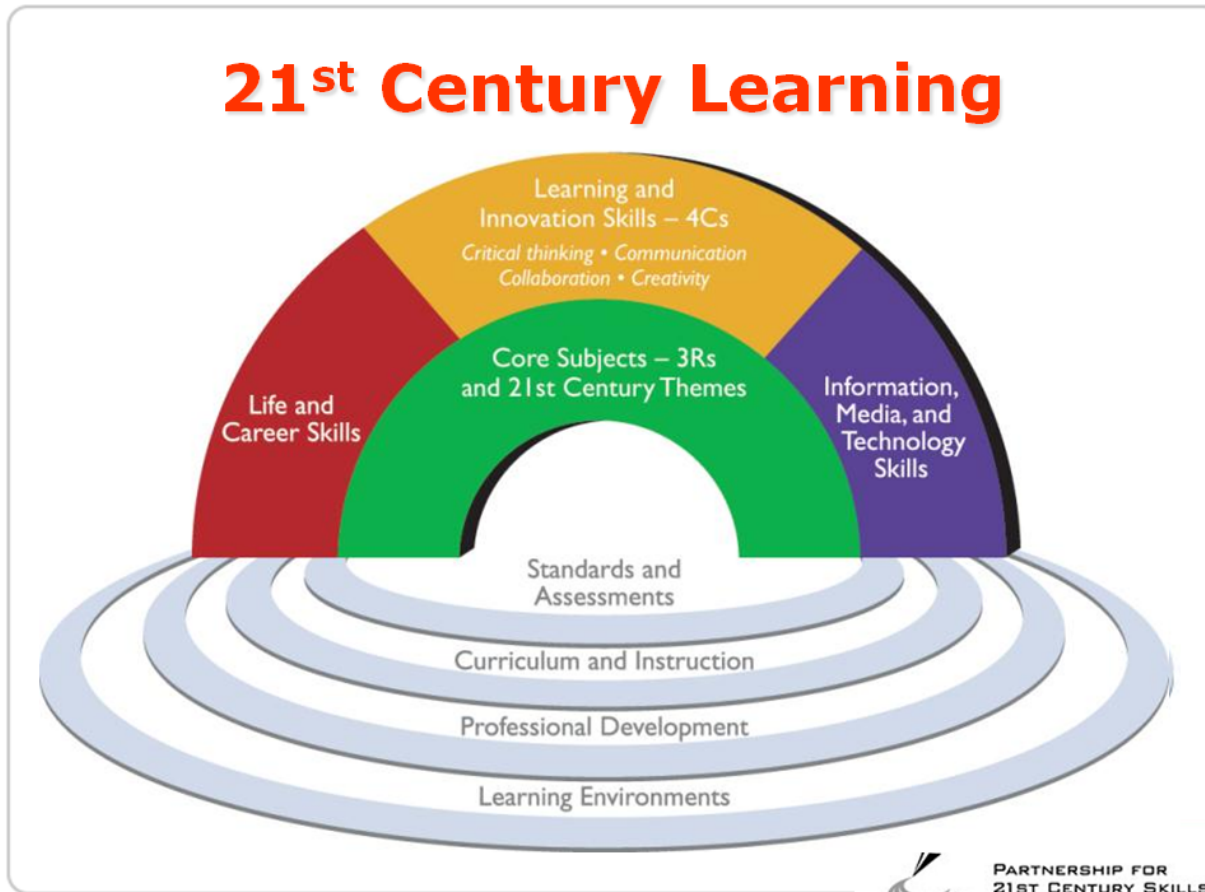 21st Century Learning
Learning and
Innovation Skills – 4Cs
Critical thinking • Communication
Collaboration • Creativity
Core Subjects – 3Rs
and 21st Century Themes
Life and
Career Skills
Information,
Media, and
Technology
Skills
Standards and
Assessments
Curriculum and Instruction
Professional Development
Learning Environments
PARTNERSHIP FOR
21ST CENTURY SKILLS